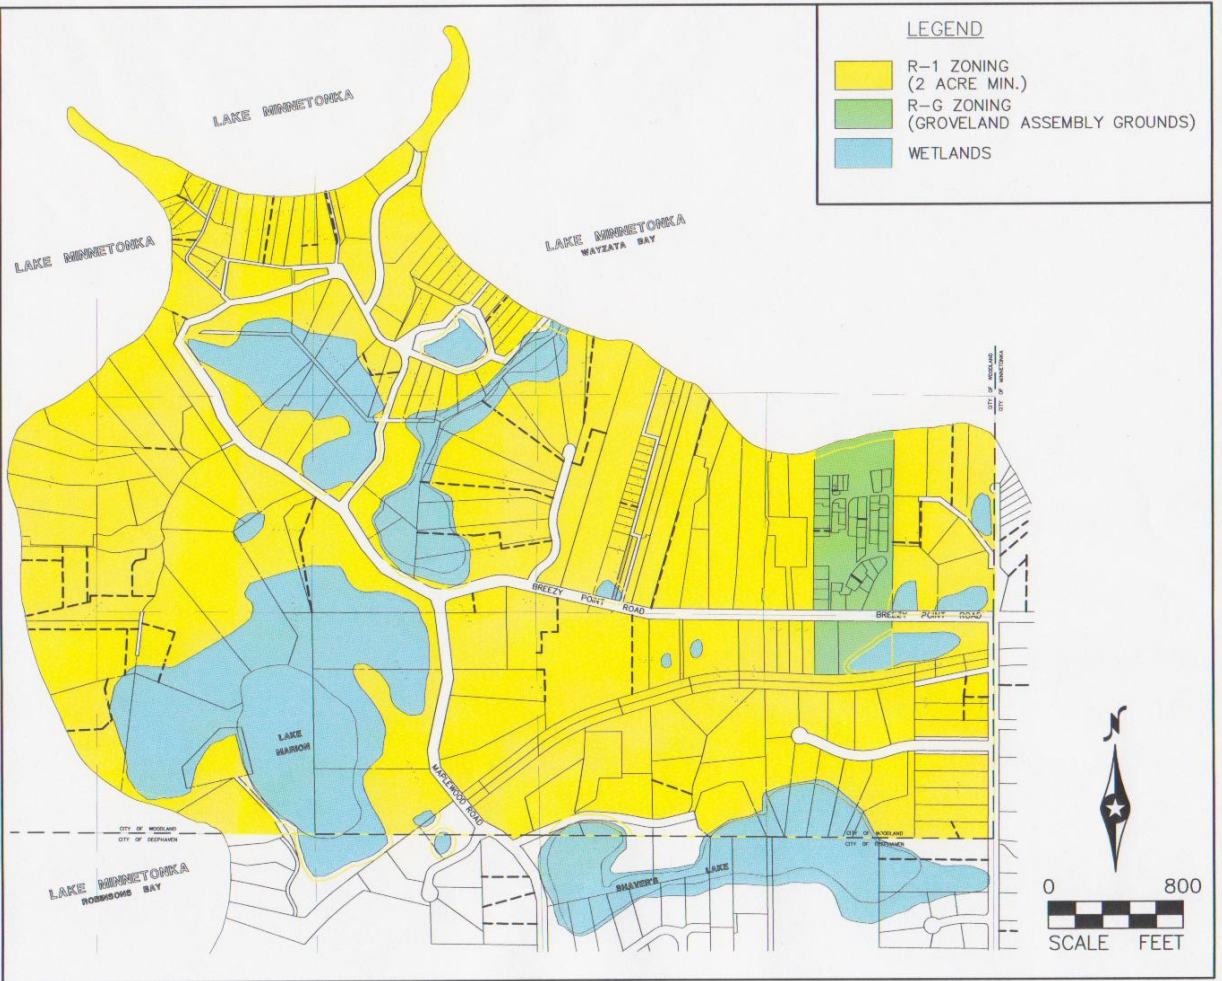 LEGEND
R-1 ZONING
(2 ACRE MIN.)
R-G ZONING
(GROVELAND ASSEMBLY GROUNDS)
WETLANDS
LAKE MINNETONKA
LAKE MINNETONKA
WAYZATA BAY
LAKE MINNETONKA
CITY OF WOODLAND
CITY OF MINNETONKA
BREEZY POINT ROAD
BREEZY POINT ROAD
LAKE
MARION
MAPLEWOOD ROAD
CITY OF WOODLAND
CITY OF DEEPHAVEN
CITY OF WOODLAND
CITY OF DEEPHAVEN
SHAVER'S LAKE
LAKE MINNETONKA
ROBINSONS BAY
N
0 800
SCALE FEET